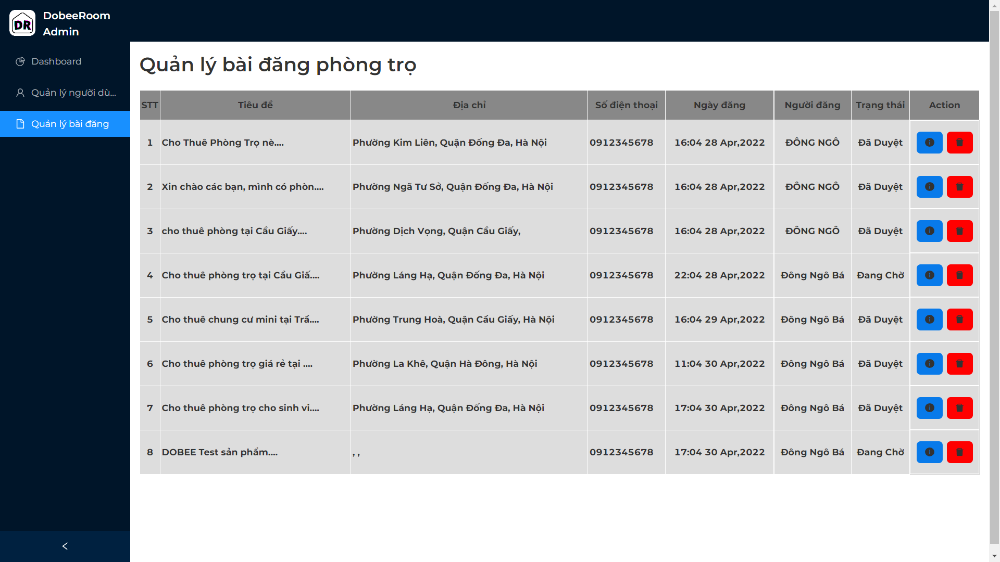 DR
DobeeRoom
Admin
Dashboard
Quản lý người dù...
Quản lý bài đăng
Quản lý bài đăng phòng trọ
STT Tiêu đề Địa chỉ Số điện thoại Ngày đăng Người đăng Trạng thái Action
1 Cho Thuê Phòng Trọ nè.... Phường Kim Liên, Quận Đống Đa, Hà Nội 0912345678 16:04 28 Apr,2022 ĐÔNG NGÔ Đã Duyệt
2 Xin chào các bạn, mình có phòn.... Phường Ngã Tư Sở, Quận Đống Đa, Hà Nội 0912345678 16:04 28 Apr,2022 ĐÔNG NGÔ Đã Duyệt
3 cho thuê phòng tại Cầu Giấy.... Phường Dịch Vọng, Quận Cầu Giấy, 0912345678 16:04 28 Apr,2022 ĐÔNG NGÔ Đã Duyệt
4 Cho thuê phòng trọ tại Cầu Giấ.... Phường Láng Hạ, Quận Đống Đa, Hà Nội 0912345678 22:04 28 Apr,2022 Đông Ngô Bá Đang Chờ
5 Cho thuê chung cư mini tại Trầ.... Phường Trung Hoà, Quận Cầu Giấy, Hà Nội 0912345678 16:04 29 Apr,2022 Đông Ngô Bá Đã Duyệt
6 Cho thuê phòng trọ giá rẻ tại .... Phường La Khê, Quận Hà Đông, Hà Nội 0912345678 11:04 30 Apr,2022 Đông Ngô Bá Đã Duyệt
7 Cho thuê phòng trọ cho sinh vi.... Phường Láng Hạ, Quận Đống Đa, Hà Nội 0912345678 17:04 30 Apr,2022 Đông Ngô Bá Đã Duyệt
8 DOBEE Test sản phẩm.... , , 0912345678 17:04 30 Apr,2022 Đông Ngô Bá Đang Chờ